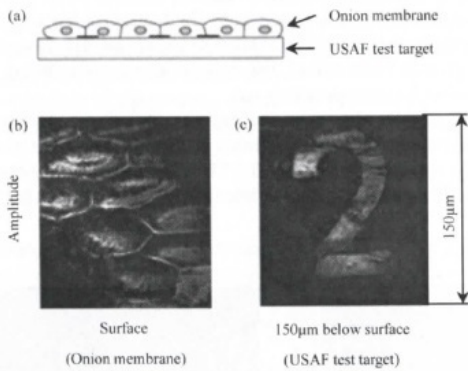 (a)
Onion membrane
USAF test target
(b)
(c)
Amplitude
2
150μm
Surface
(Onion membrane)
150μm below surface
(USAF test target)